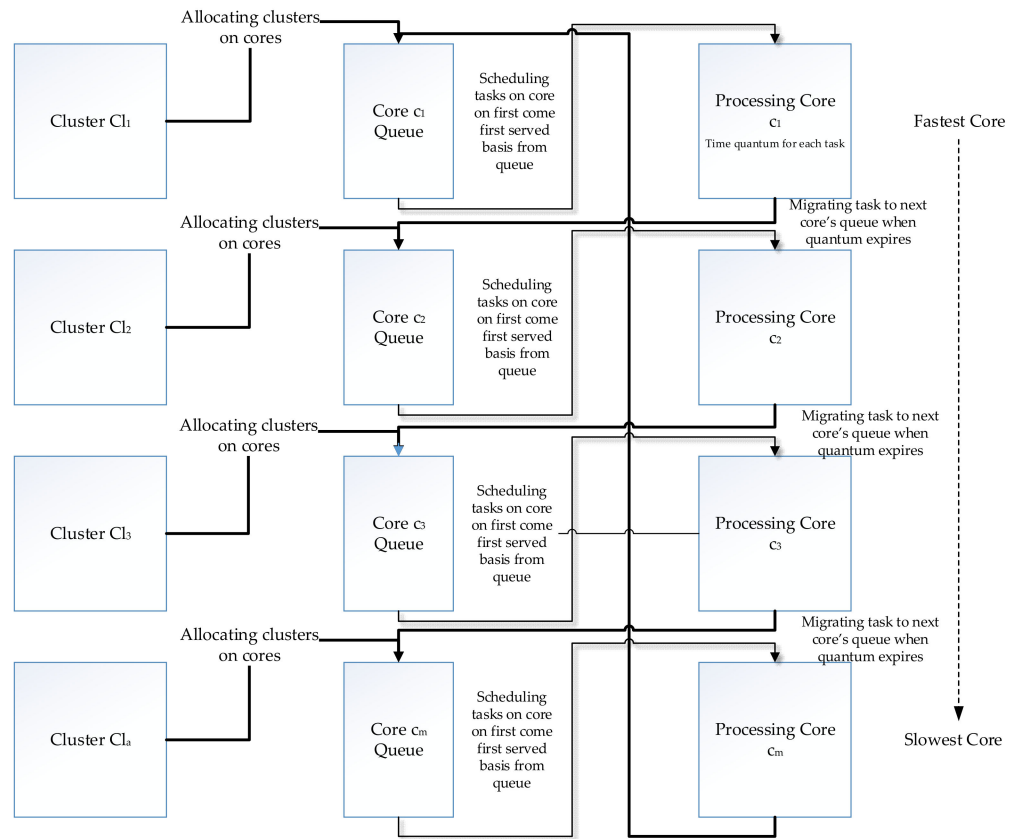 Allocating clusters
on cores
Cluster Cl₁
Core c₁
Queue
Scheduling
tasks on core
on first come
first served
basis from
queue
Processing Core
c₁
Time quantum for each task
Fastest Core
Migrating task to next
core's queue when
quantum expires
Allocating clusters
on cores
Cluster Cl₂
Core c₂
Queue
Scheduling
tasks on core
on first come
first served
basis from
queue
Processing Core
c₂
Migrating task to next
core's queue when
quantum expires
Allocating clusters
on cores
Cluster Cl₃
Core c₃
Queue
Scheduling
tasks on core
on first come
first served
basis from
queue
Processing Core
c₃
Migrating task to next
core's queue when
quantum expires
Allocating clusters
on cores
Cluster Clₐ
Core cₘ
Queue
Scheduling
tasks on core
on first come
first served
basis from
queue
Processing Core
cₘ
Slowest Core